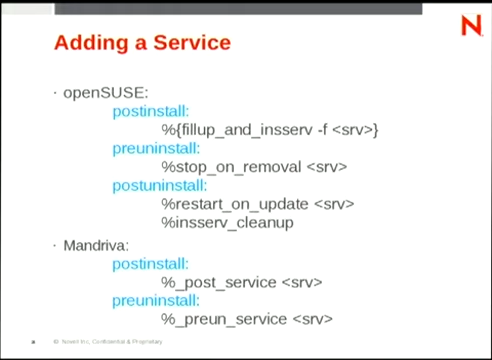 N
Adding a Service
· openSUSE:
postinstall:
%{fillup_and_insserv -f <srv>}
preuninstall:
%stop_on_removal <srv>
postuninstall:
%restart_on_update <srv>
%insserv_cleanup
· Mandriva:
postinstall:
%_post_service <srv>
preuninstall:
%_preun_service <srv>
© Novell Inc, Confidential & Proprietary